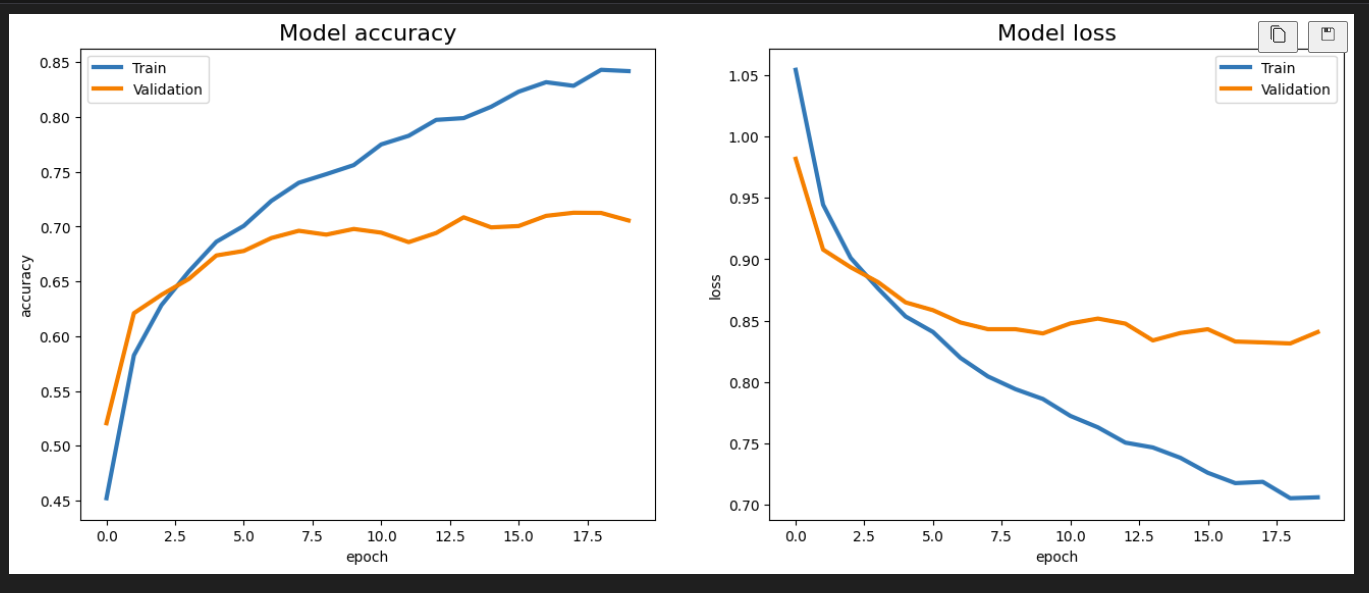 Model accuracy
Train
Validation
0.85
0.80
0.75
0.70
0.65
0.60
0.55
0.50
0.45
accuracy
0.0 2.5 5.0 7.5 10.0 12.5 15.0 17.5
epoch
Model loss
Train
Validation
1.05
1.00
0.95
0.90
0.85
0.80
0.75
0.70
loss
0.0 2.5 5.0 7.5 10.0 12.5 15.0 17.5
epoch